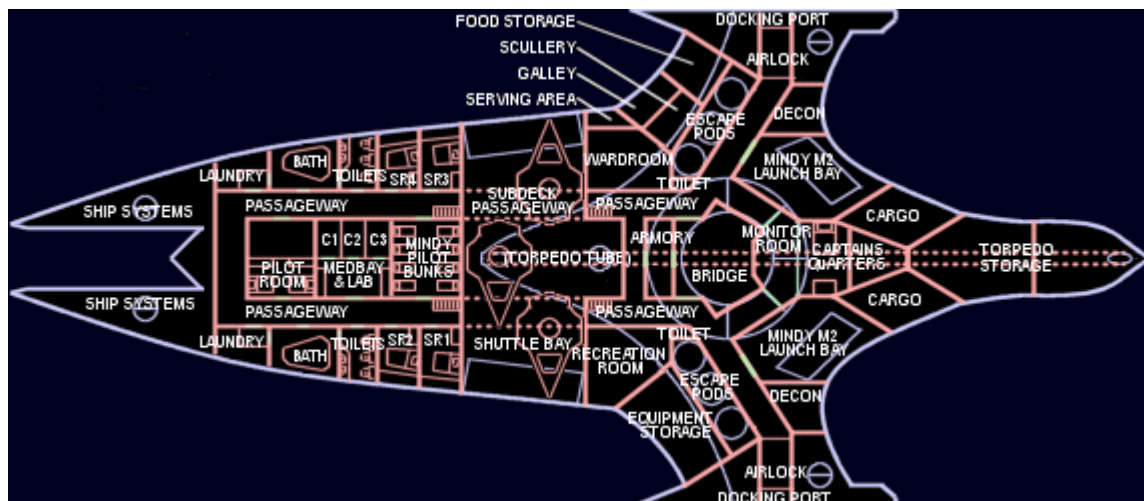 FOOD STORAGE
SCULLERY
GALLEY
SERVING AREA
DOCKING PORT
AIRLOCK
DECON
ESCAPE
PODS
MINDY M2
LAUNCH BAY
WARDROOM
TOILET
BATH
LAUNDRY
TOILETS
SR4
SR3
SUBDECK
PASSAGEWAY
PASSAGEWAY
PASSAGEWAY
SHIP SYSTEMS
CARGO
C1
C2
C3
MINDY
PILOT
BUNKS
PILOT
ROOM
MEDBAY
& LAB
(TORPEDO TUBE)
ARMORY
BRIDGE
MONITOR
ROOM
CAPTAINS
QUARTERS
TORPEDO
STORAGE
SHIP SYSTEMS
PASSAGEWAY
PASSAGEWAY
CARGO
LAUNDRY
BATH
TOILETS
SR2
SR1
SHUTTLE BAY
RECREATION
ROOM
TOILET
MINDY M2
LAUNCH BAY
ESCAPE
PODS
DECON
EQUIPMENT
STORAGE
AIRLOCK
DOCKING PORT